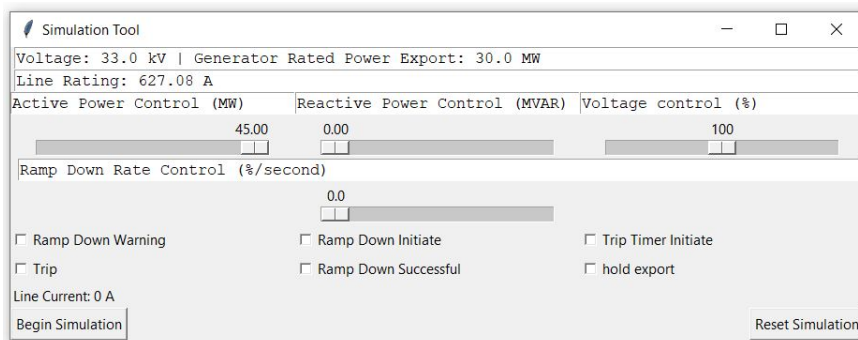 Simulation Tool
Voltage: 33.0 kV | Generator Rated Power Export: 30.0 MW
Line Rating: 627.08 A
Active Power Control (MW) Reactive Power Control (MVAR) Voltage control (%)
45.00 0.00 100
Ramp Down Rate Control (%/second)
0.0
Ramp Down Warning Ramp Down Initiate Trip Timer Initiate
Trip Ramp Down Successful hold export
Line Current: 0 A
Begin Simulation Reset Simulation